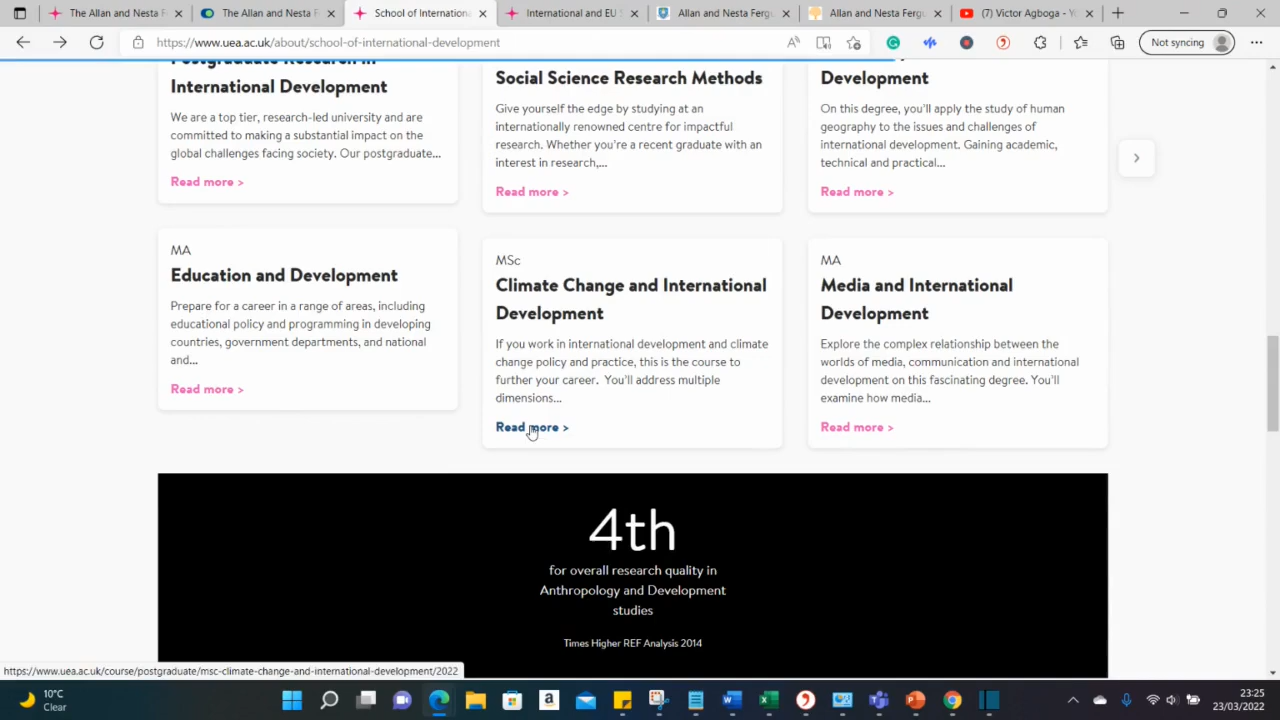 The Allan and Nesta F
The Allan and Nesta Fe
School of Internationa
International and EU S
Allan and Nesta Fergu
Allan and Nesta Fergu
(7) Victor Agboga - W
https://www.uea.ac.uk/about/school-of-international-development
Not syncing
Postgraduate Research in
International Development
We are a top tier, research-led university and are
committed to making a substantial impact on the
global challenges facing society. Our postgraduate...
Read more >
Social Science Research Methods
Give yourself the edge by studying at an
internationally renowned centre for impactful
research. Whether you're a recent graduate with an
interest in research,...
Read more >
Development
On this degree, you'll apply the study of human
geography to the issues and challenges of
international development. Gaining academic,
technical and practical...
Read more >
MA
Education and Development
Prepare for a career in a range of areas, including
educational policy and programming in developing
countries, government departments, and national
and...
Read more >
MSc
Climate Change and International
Development
If you work in international development and climate
change policy and practice, this is the course to
further your career. You'll address multiple
dimensions...
Read more >
MA
Media and International
Development
Explore the complex relationship between the
worlds of media, communication and international
development on this fascinating degree. You'll
examine how media...
Read more >
4th
for overall research quality in
Anthropology and Development
studies
Times Higher REF Analysis 2014
https://www.uea.ac.uk/course/postgraduate/msc-climate-change-and-international-development/2022
10°C
Clear
23:25
23/03/2022